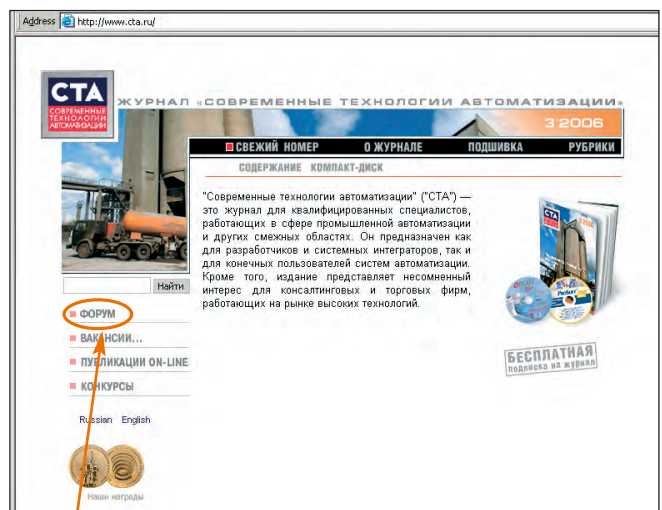 Address http://www.cta.ru/
СТА
СОВРЕМЕННЫЕ
ТЕХНОЛОГИИ
АВТОМАТИЗАЦИИ
ЖУРНАЛ «СОВРЕМЕННЫЕ ТЕХНОЛОГИИ АВТОМАТИЗАЦИИ»
3'2006
СВЕЖИЙ НОМЕР О ЖУРНАЛЕ ПОДШИВКА РУБРИКИ
СОДЕРЖАНИЕ КОМПАКТ-ДИСК
"Современные технологии автоматизации" ("СТА") —
это журнал для квалифицированных специалистов,
работающих в сфере промышленной автоматизации
и других смежных областях. Он предназначен как
для разработчиков и системных интеграторов, так и
для конечных пользователей систем автоматизации.
Кроме того, издание представляет несомненный
интерес для консалтинговых и торговых фирм,
работающих на рынке высоких технологий.
СТА
БЕСПЛАТНАЯ
подписка на журнал
Найти
ФОРУМ
ВАКАНСИИ...
ПУБЛИКАЦИИ ON-LINE
КОНКУРСЫ
Russian English
Наши награды